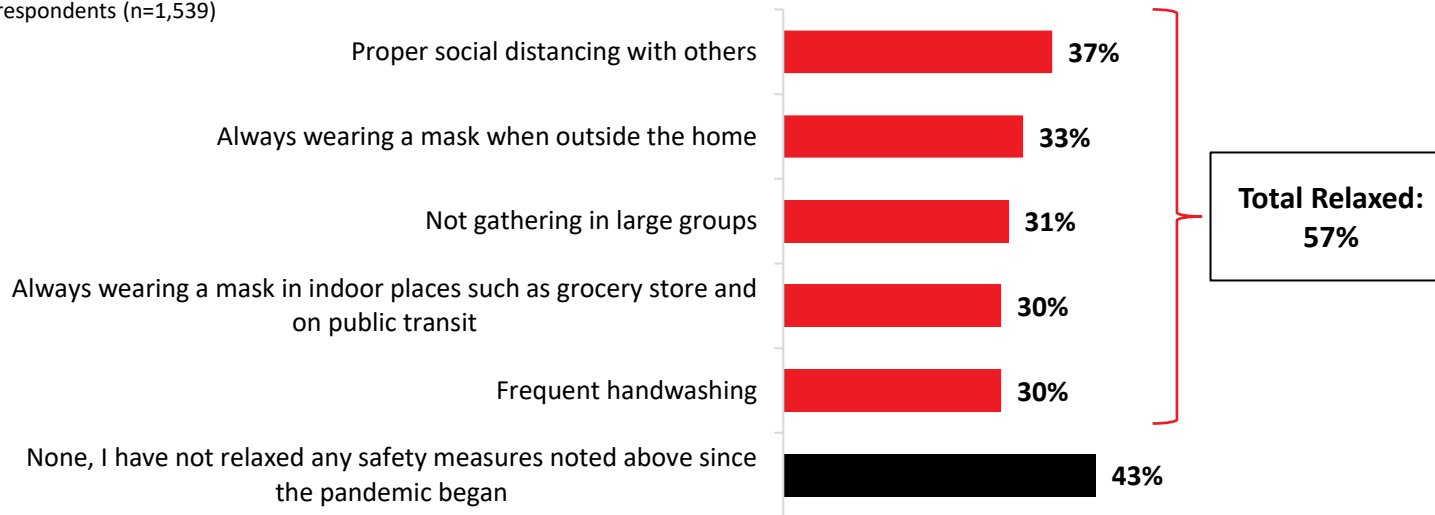 respondents (n=1,539)
Proper social distancing with others
37%
Always wearing a mask when outside the home
33%
Not gathering in large groups
31%
Always wearing a mask in indoor places such as grocery store and
on public transit
30%
Frequent handwashing
30%
None, I have not relaxed any safety measures noted above since
the pandemic began
43%
Total Relaxed:
57%